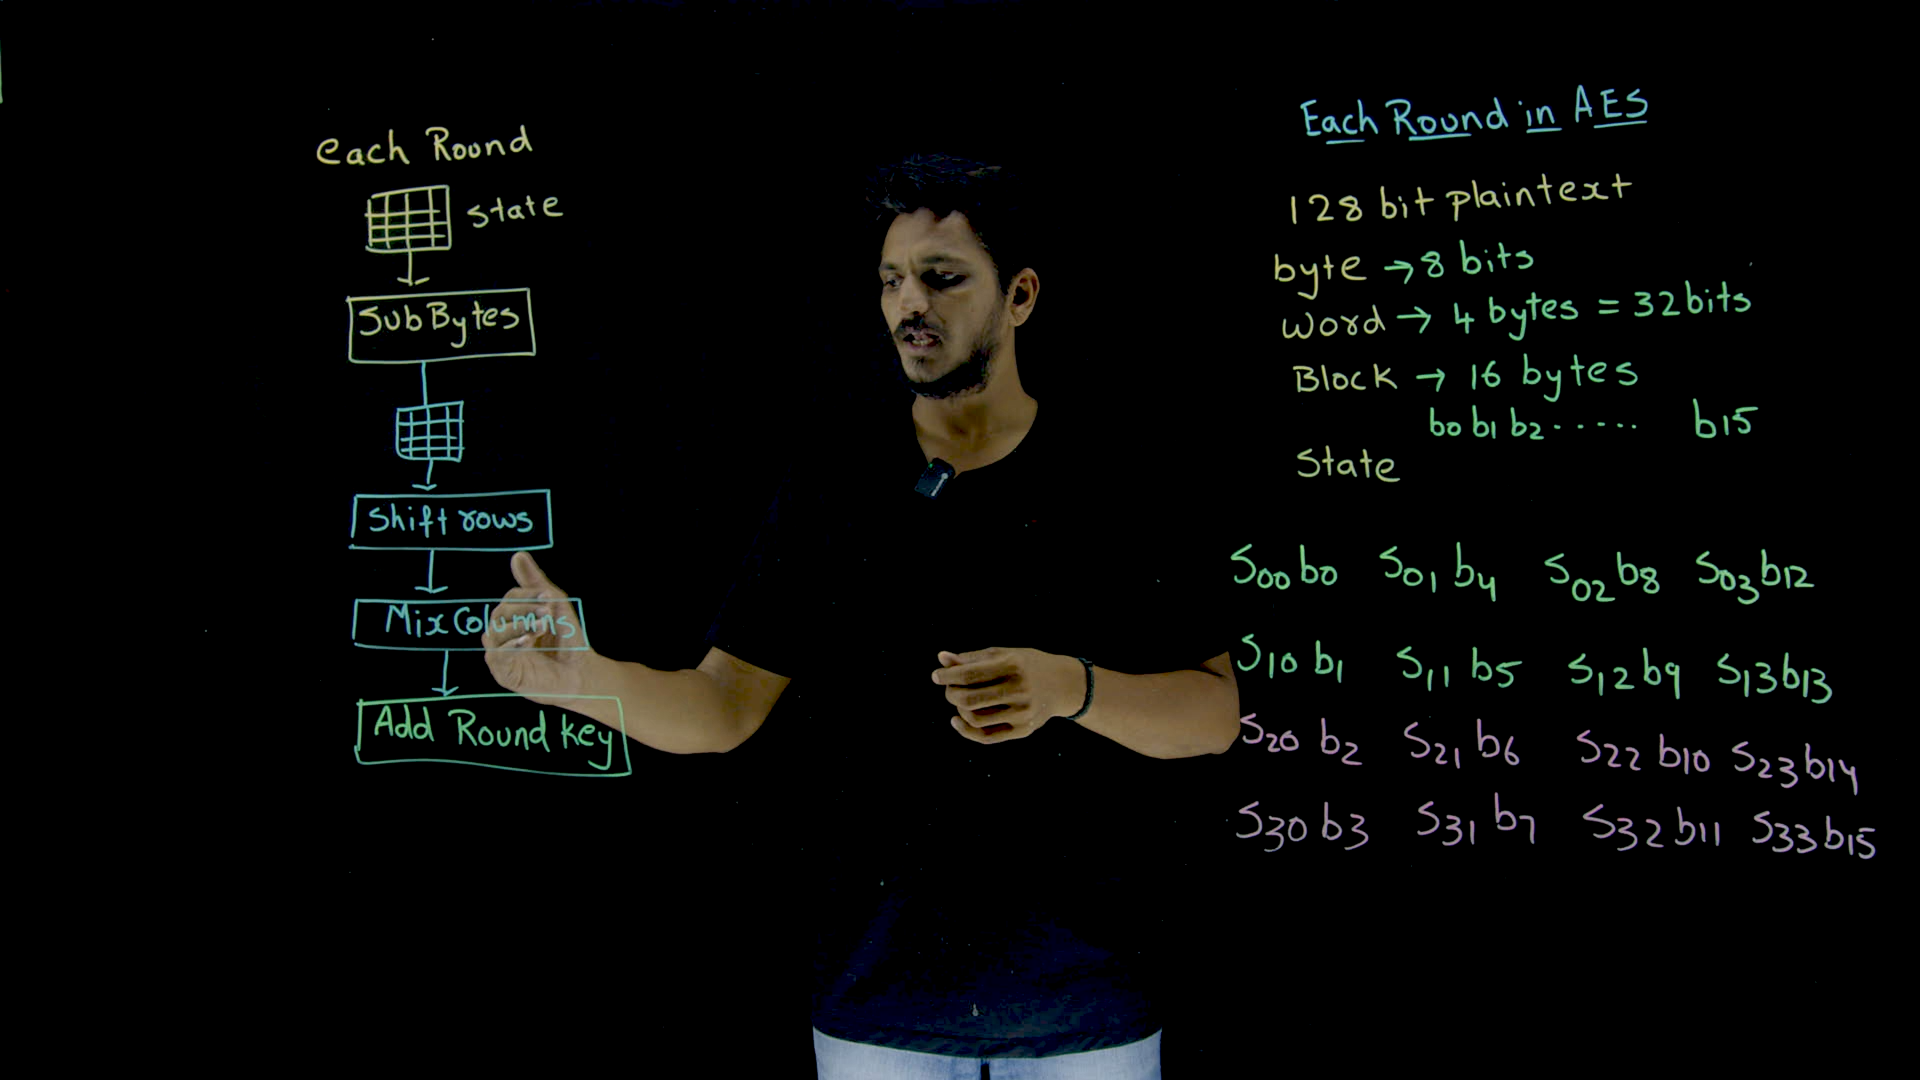 each Round
state
SubBytes
Shift rows
Mix Columns
Add Round key
Each Round in AES
128 bit plaintext
byte → 8 bits
word → 4 bytes = 32 bits
Block → 16 bytes
b0 b1 b2 ..... b15
State
S00 b0 S01 b4 S02 b8 S03 b12
S10 b1 S11 b5 S12 b9 S13 b13
S20 b2 S21 b6 S22 b10 S23 b14
S30 b3 S31 b7 S32 b11 S33 b15